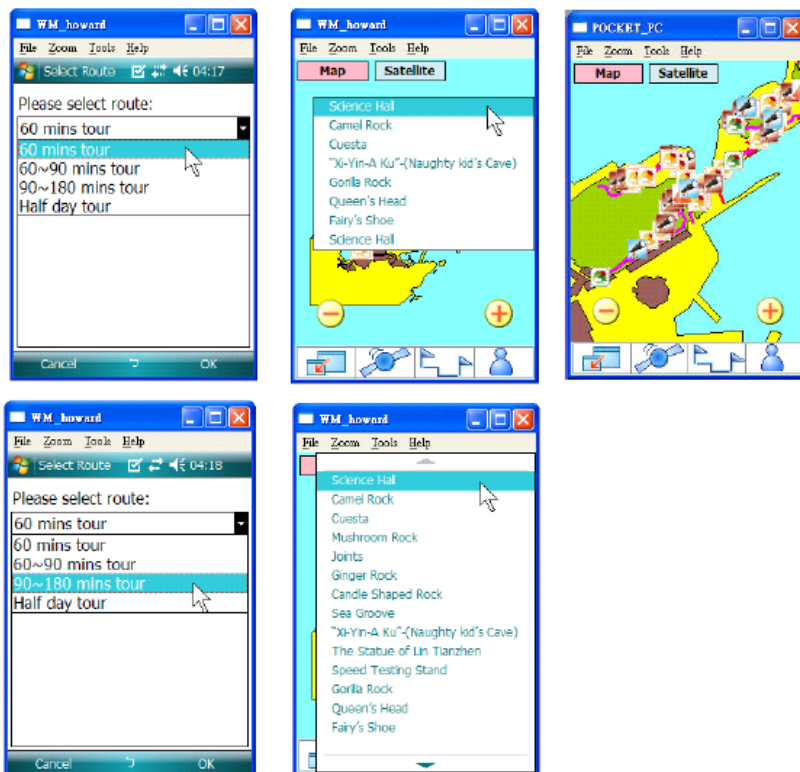 WM_howard
File Zoom Tools Help
Select Route 04:17
Please select route:
60 mins tour
60 mins tour
60~90 mins tour
90~180 mins tour
Half day tour
Cancel OK
WM_howard
File Zoom Tools Help
Map Satellite
Science Hall
Camel Rock
Cuesta
"Xi-Yin-A Ku"-(Naughty kid's Cave)
Gorilla Rock
Queen's Head
Fairy's Shoe
Science Hall
POCKET_PC
File Zoom Tools Help
Map Satellite
WM_howard
File Zoom Tools Help
Select Route 04:18
Please select route:
60 mins tour
60 mins tour
60~90 mins tour
90~180 mins tour
Half day tour
Cancel OK
WM_howard
File Zoom Tools Help
Science Hall
Camel Rock
Cuesta
Mushroom Rock
Joints
Ginger Rock
Candle Shaped Rock
Sea Groove
"Xi-Yin-A Ku"-(Naughty kid's Cave)
The Statue of Lin Tianzhen
Speed Testing Stand
Gorilla Rock
Queen's Head
Fairy's Shoe